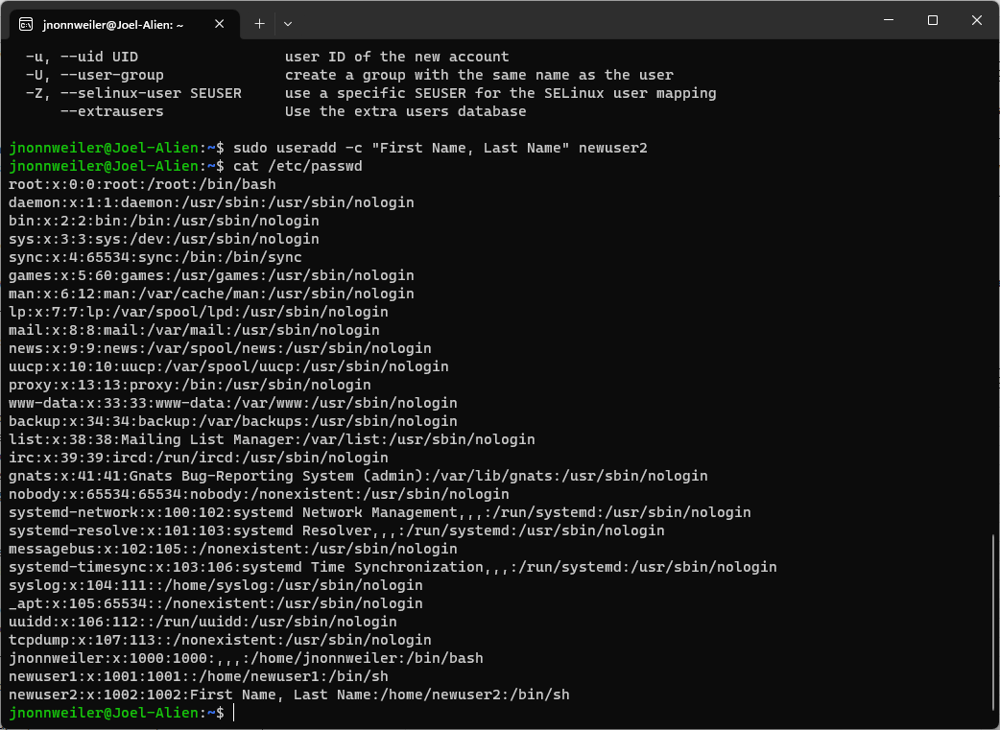 jnonnweiler@Joel-Alien: ~
-u, --uid UID                 user ID of the new account
-U, --user-group              create a group with the same name as the user
-Z, --selinux-user SEUSER     use a specific SEUSER for the SELinux user mapping
--extrausers              Use the extra users database
jnonnweiler@Joel-Alien:~$ sudo useradd -c "First Name, Last Name" newuser2
jnonnweiler@Joel-Alien:~$ cat /etc/passwd
root:x:0:0:root:/root:/bin/bash
daemon:x:1:1:daemon:/usr/sbin:/usr/sbin/nologin
bin:x:2:2:bin:/bin:/usr/sbin/nologin
sys:x:3:3:sys:/dev:/usr/sbin/nologin
sync:x:4:65534:sync:/bin:/bin/sync
games:x:5:60:games:/usr/games:/usr/sbin/nologin
man:x:6:12:man:/var/cache/man:/usr/sbin/nologin
lp:x:7:7:lp:/var/spool/lpd:/usr/sbin/nologin
mail:x:8:8:mail:/var/mail:/usr/sbin/nologin
news:x:9:9:news:/var/spool/news:/usr/sbin/nologin
uucp:x:10:10:uucp:/var/spool/uucp:/usr/sbin/nologin
proxy:x:13:13:proxy:/bin:/usr/sbin/nologin
www-data:x:33:33:www-data:/var/www:/usr/sbin/nologin
backup:x:34:34:backup:/var/backups:/usr/sbin/nologin
list:x:38:38:Mailing List Manager:/var/list:/usr/sbin/nologin
irc:x:39:39:ircd:/run/ircd:/usr/sbin/nologin
gnats:x:41:41:Gnats Bug-Reporting System (admin):/var/lib/gnats:/usr/sbin/nologin
nobody:x:65534:65534:nobody:/nonexistent:/usr/sbin/nologin
systemd-network:x:100:102:systemd Network Management,,,:/run/systemd:/usr/sbin/nologin
systemd-resolve:x:101:103:systemd Resolver,,,:/run/systemd:/usr/sbin/nologin
messagebus:x:102:105::/nonexistent:/usr/sbin/nologin
systemd-timesync:x:103:106:systemd Time Synchronization,,,:/run/systemd:/usr/sbin/nologin
syslog:x:104:111::/home/syslog:/usr/sbin/nologin
_apt:x:105:65534::/nonexistent:/usr/sbin/nologin
uuidd:x:106:112::/run/uuidd:/usr/sbin/nologin
tcpdump:x:107:113::/nonexistent:/usr/sbin/nologin
jnonnweiler:x:1000:1000:,,,:/home/jnonnweiler:/bin/bash
newuser1:x:1001:1001::/home/newuser1:/bin/sh
newuser2:x:1002:1002:First Name, Last Name:/home/newuser2:/bin/sh
jnonnweiler@Joel-Alien:~$